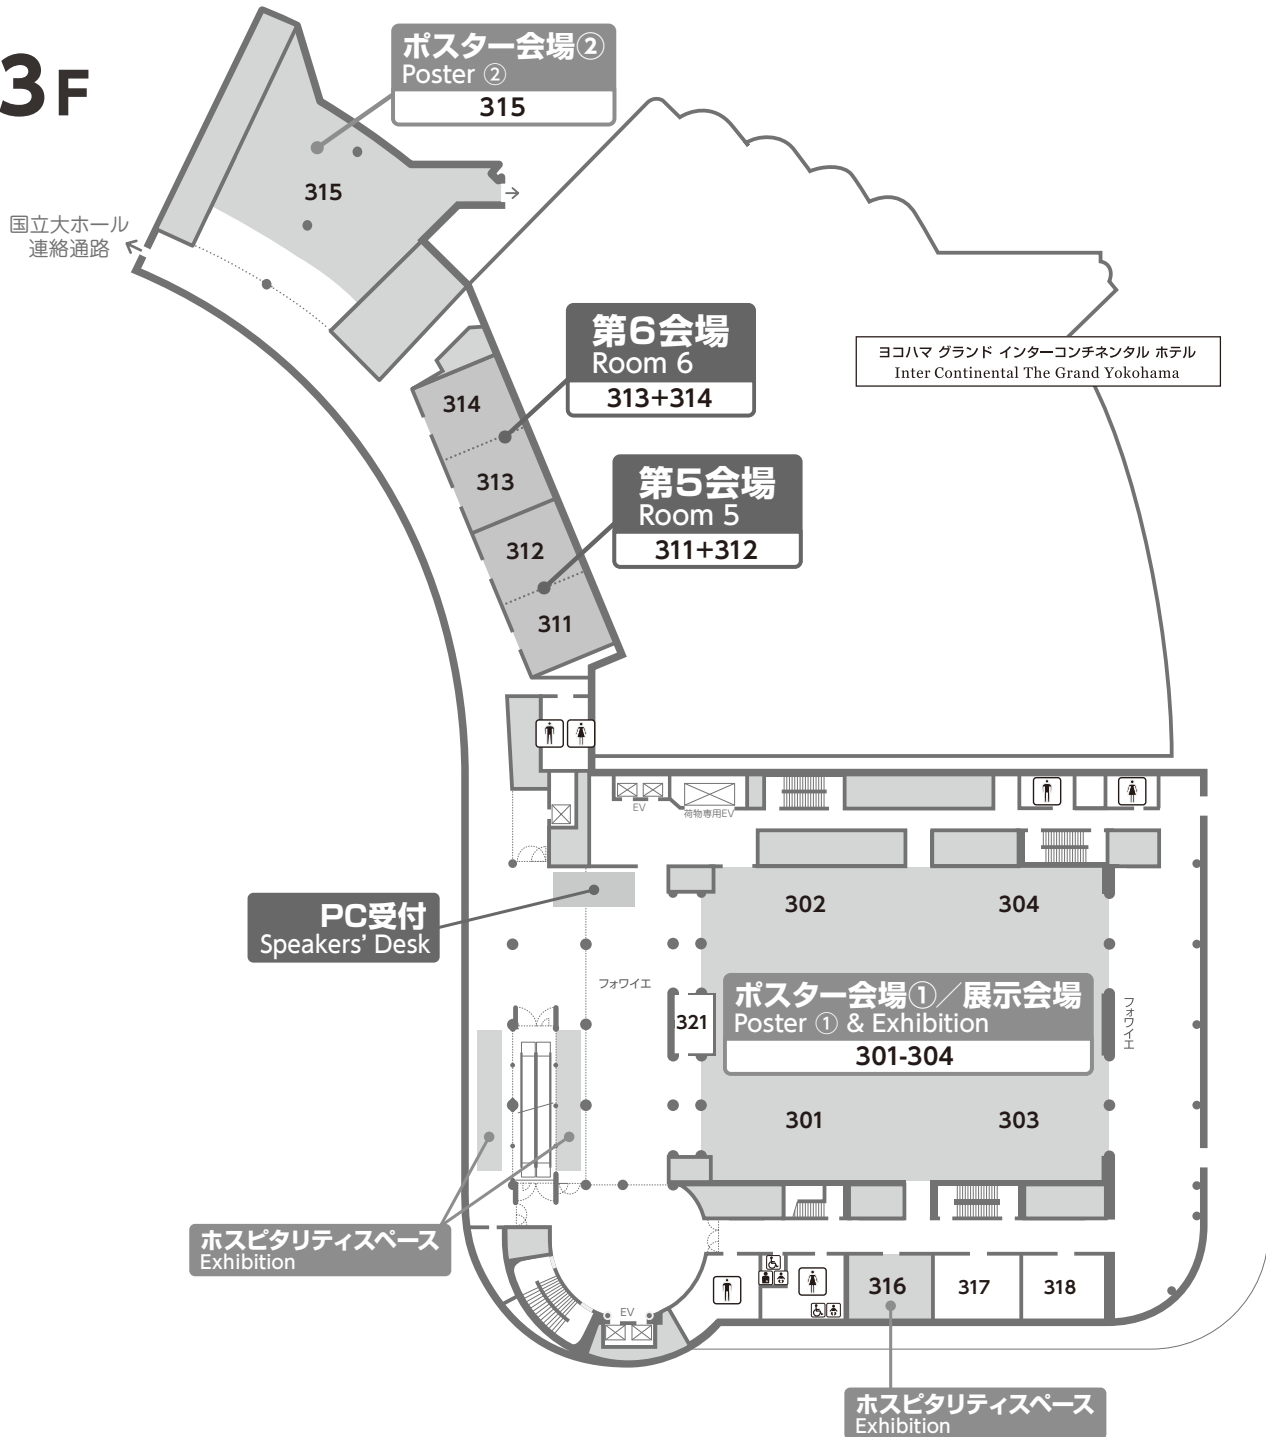 3F
ポスター会場②
Poster ②
315
315
国立大ホール
連絡通路
第6会場
Room 6
313+314
ヨコハマ グランド インターコンチネンタル ホテル
Inter Continental The Grand Yokohama
314
313
第5会場
Room 5
311+312
312
311
EV
荷物専用EV
PC受付
Speakers' Desk
302
304
フォワイエ
321
ポスター会場①/展示会場
Poster ① & Exhibition
301-304
フォワイエ
301
303
ホスピタリティスペース
Exhibition
EV
316
317
318
ホスピタリティスペース
Exhibition